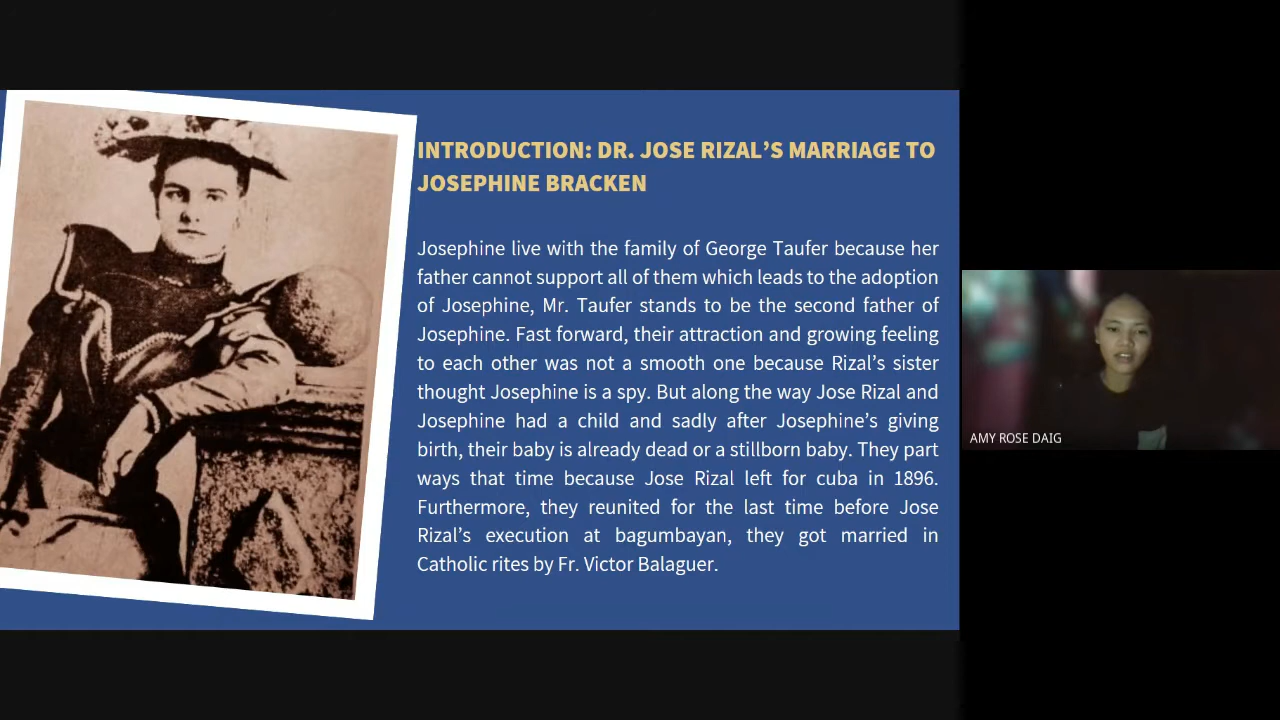 INTRODUCTION: DR. JOSE RIZAL’S MARRIAGE TO
JOSEPHINE BRACKEN
Josephine live with the family of George Taufer because her
father cannot support all of them which leads to the adoption
of Josephine, Mr. Taufer stands to be the second father of
Josephine. Fast forward, their attraction and growing feeling
to each other was not a smooth one because Rizal’s sister
thought Josephine is a spy. But along the way Jose Rizal and
Josephine had a child and sadly after Josephine’s giving
birth, their baby is already dead or a stillborn baby. They part
ways that time because Jose Rizal left for cuba in 1896.
Furthermore, they reunited for the last time before Jose
Rizal’s execution at bagumbayan, they got married in
Catholic rites by Fr. Victor Balaguer.
AMY ROSE DAIG